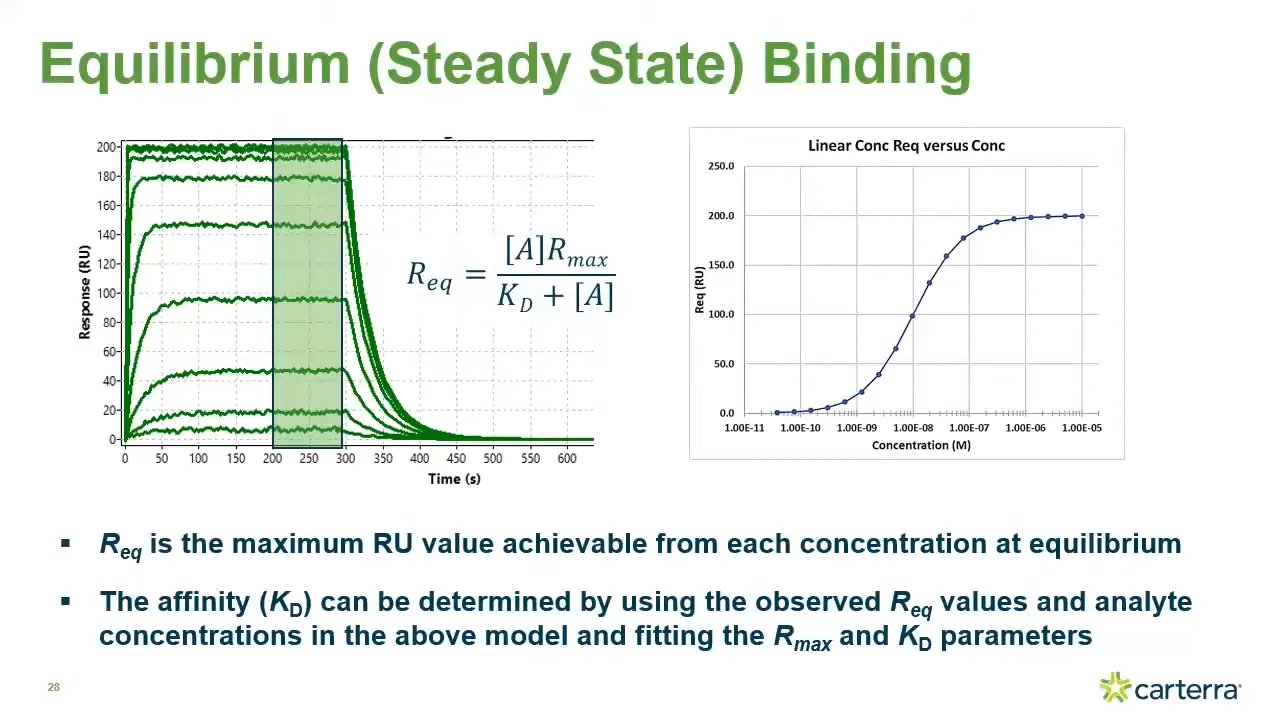 Equilibrium (Steady State) Binding
200
180
160
140
120
100
80
60
40
20
0
Response (RU)
0 50 100 150 200 250 300 350 400 450 500 550 600
Time (s)
R_eq = [A]R_max / K_D + [A]
Linear Conc Req versus Conc
250.0
200.0
150.0
100.0
50.0
0.0
Req (RU)
1.00E-11 1.00E-10 1.00E-09 1.00E-08 1.00E-07 1.00E-06 1.00E-05
Concentration (M)
▪ Req is the maximum RU value achievable from each concentration at equilibrium
▪ The affinity (KD) can be determined by using the observed Req values and analyte
concentrations in the above model and fitting the Rmax and KD parameters
28
carterra